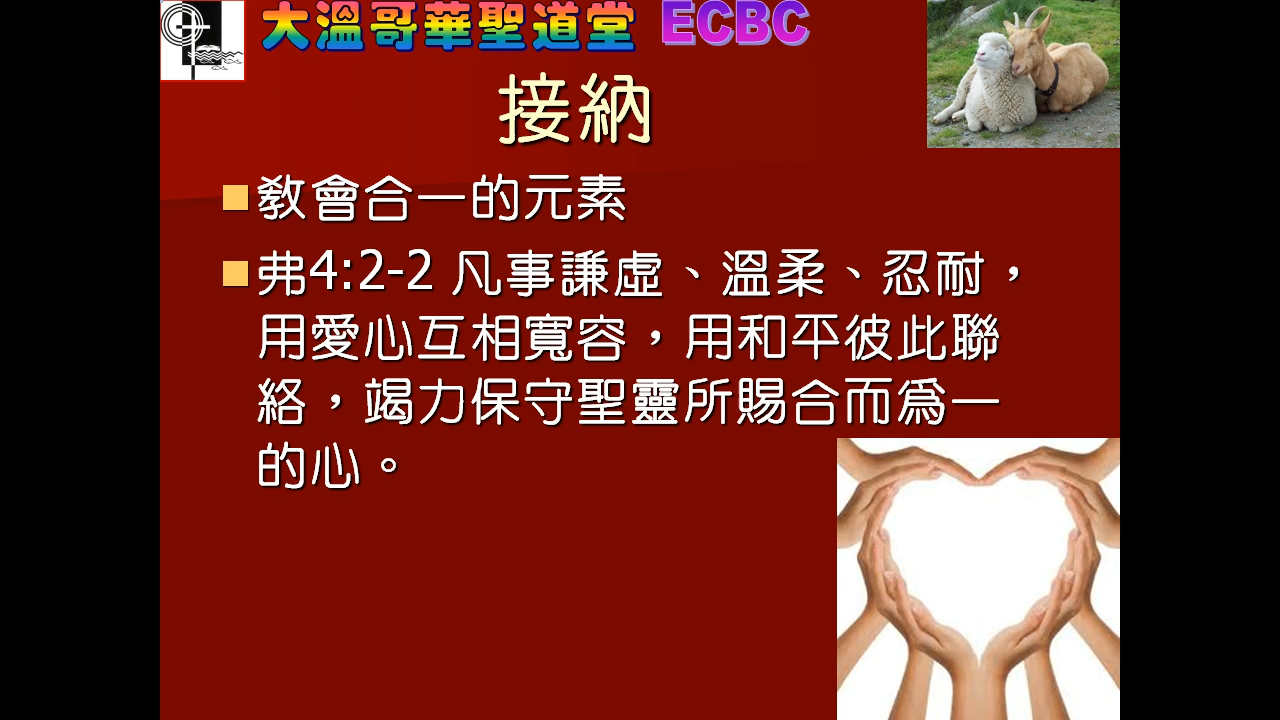 大溫哥華聖道堂 ECBC
接納
教會合一的元素
弗4:2-2 凡事謙虛、溫柔、忍耐，
用愛心互相寬容，用和平彼此聯
絡，竭力保守聖靈所賜合而為一
的心。